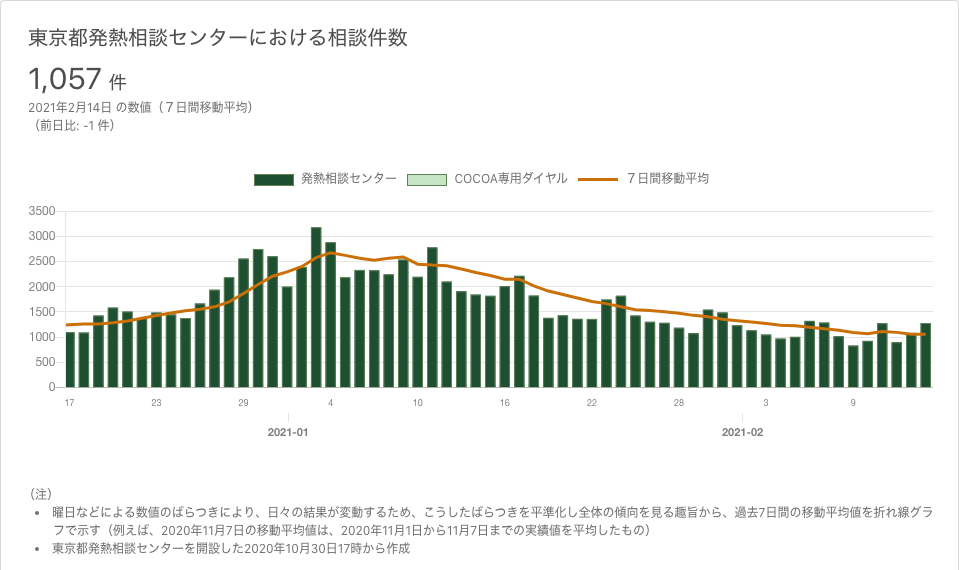 東京都発熱相談センターにおける相談件数
1,057 件
2021年2月14日 の数値（７日間移動平均）
（前日比: -1 件）
発熱相談センター COCOA専用ダイヤル ７日間移動平均
3500
3000
2500
2000
1500
1000
500
0
17 23 29 4 10 16 22 28 3 9
2021-01 2021-02
（注）
• 曜日などによる数値のばらつきにより、日々の結果が変動するため、こうしたばらつきを平準化し全体の傾向を見る趣旨から、過去7日間の移動平均値を折れ線グラ
フで示す（例えば、2020年11月7日の移動平均値は、2020年11月1日から11月7日までの実績値を平均したもの）
• 東京都発熱相談センターを開設した2020年10月30日17時から作成